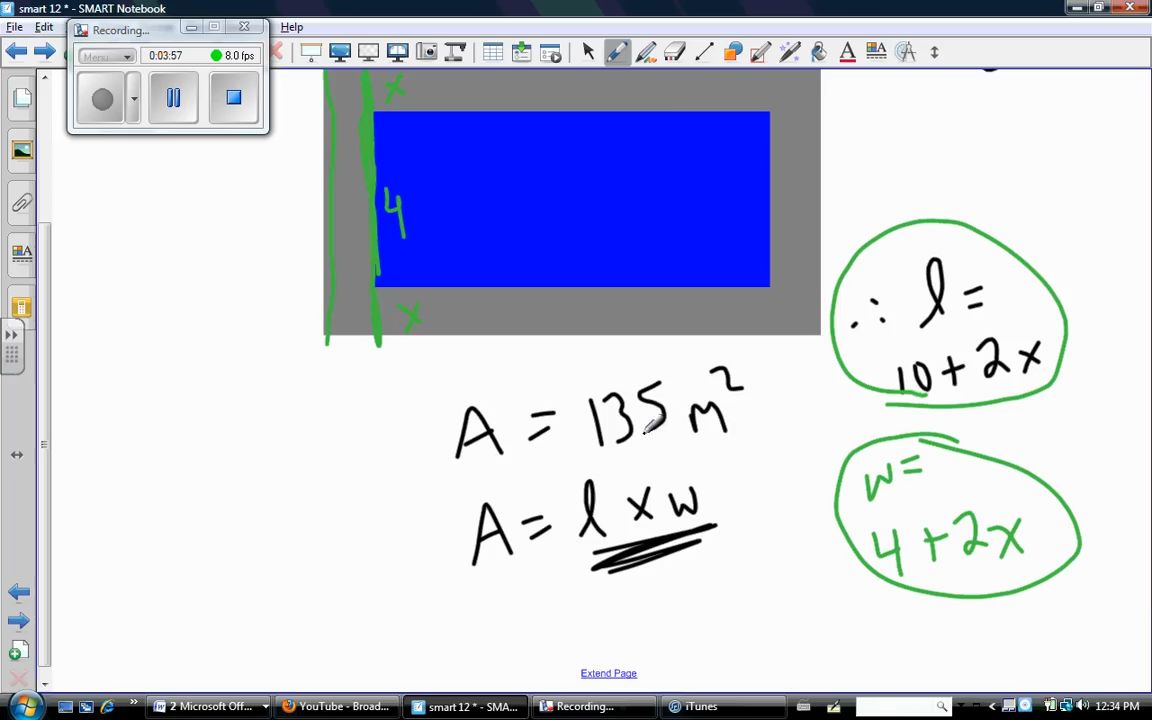 smart 12 * - SMART Notebook
File Edit Help
Recording...
Menu 0:03:57 8.0 fps
x
4
x
∴ l =
10 + 2x
A = 135 m²
w =
4 + 2x
A = l x w
Extend Page
2 Microsoft Offi... YouTube - Broad... smart 12 * - SMA... Recording... iTunes 12:34 PM